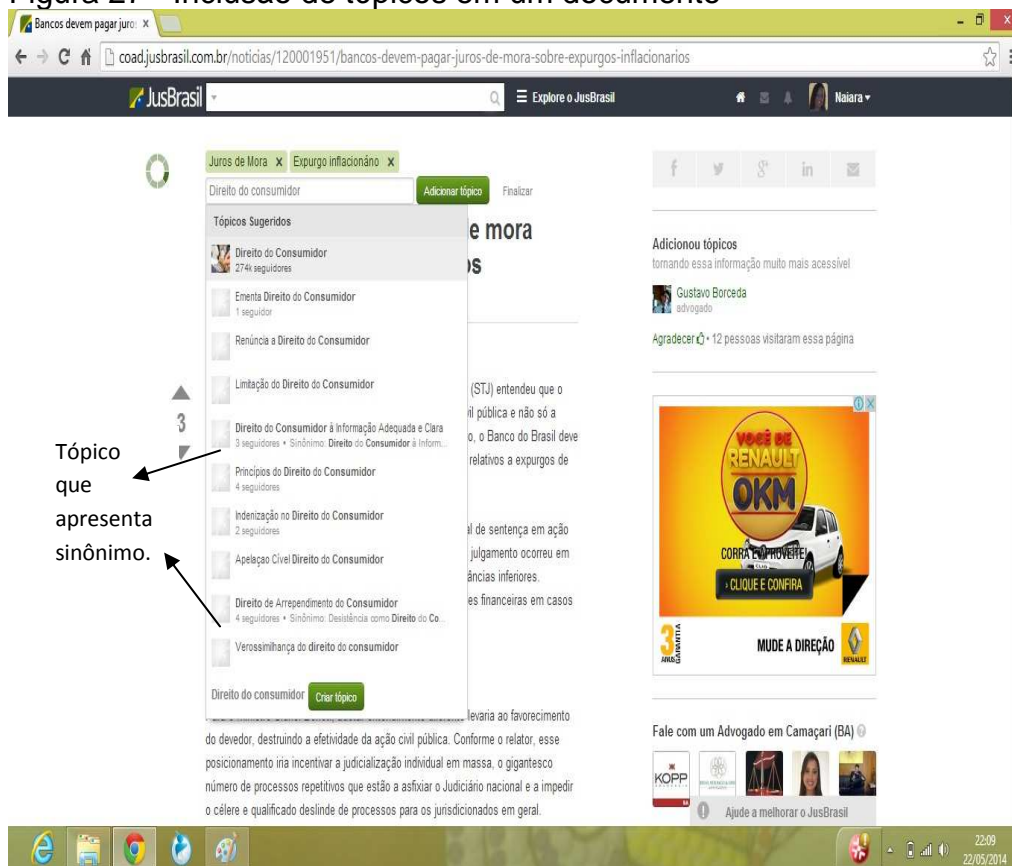 Figura 27 - Inclusão de tópicos em um documento
Bancos devem pagar juro: ×
coad.jusbrasil.com.br/noticias/120001951/bancos-devem-pagar-juros-de-mora-sobre-expurgos-inflacionarios
JusBrasil
Explore o JusBrasil
Naiara
Juros de Mora x Expurgo inflacionário x
Direito do consumidor Adicionar tópico Finalizar
Tópicos Sugeridos
Direito do Consumidor
274k seguidores
Ementa Direito do Consumidor
1 seguidor
Renúncia a Direito do Consumidor
Limitação do Direito do Consumidor
Direito do Consumidor à Informação Adequada e Clara
3 seguidores • Sinônimo: Direito do Consumidor à Inform...
Princípios do Direito do Consumidor
4 seguidores
Indenização no Direito do Consumidor
2 seguidores
Apelaçao Cível Direito do Consumidor
Direito de Arrependimento do Consumidor
4 seguidores • Sinônimo: Desistência como Direito do Co...
Verossimilhança do direito do consumidor
Direito do consumidor Criar tópico
3
Tópico
que
apresenta
sinônimo.
e mora
os
(STJ) entendeu que o
il pública e não só a
o, o Banco do Brasil deve
relativos a expurgos de
al de sentença em ação
julgamento ocorreu em
âncias inferiores.
es financeiras em casos
levaria ao favorecimento
do devedor, destruindo a efetividade da ação civil pública. Conforme o relator, esse
posicionamento iria incentivar a judicialização individual em massa, o gigantesco
número de processos repetitivos que estão a asfixiar o Judiciário nacional e a impedir
o célere e qualificado deslinde de processos para os jurisdicionados em geral.
Adicionou tópicos
tornando essa informação muito mais acessível
Gustavo Borceda
advogado
Agradecer • 12 pessoas visitaram essa página
VOCÊ DE
RENAULT
0KM
CORRA E APROVEITE!
› CLIQUE E CONFIRA
3 ANOS GARANTIA
MUDE A DIREÇÃO
RENAULT
Fale com um Advogado em Camaçari (BA)
KOPP
Ajude a melhorar o JusBrasil
22:09
22/05/2014